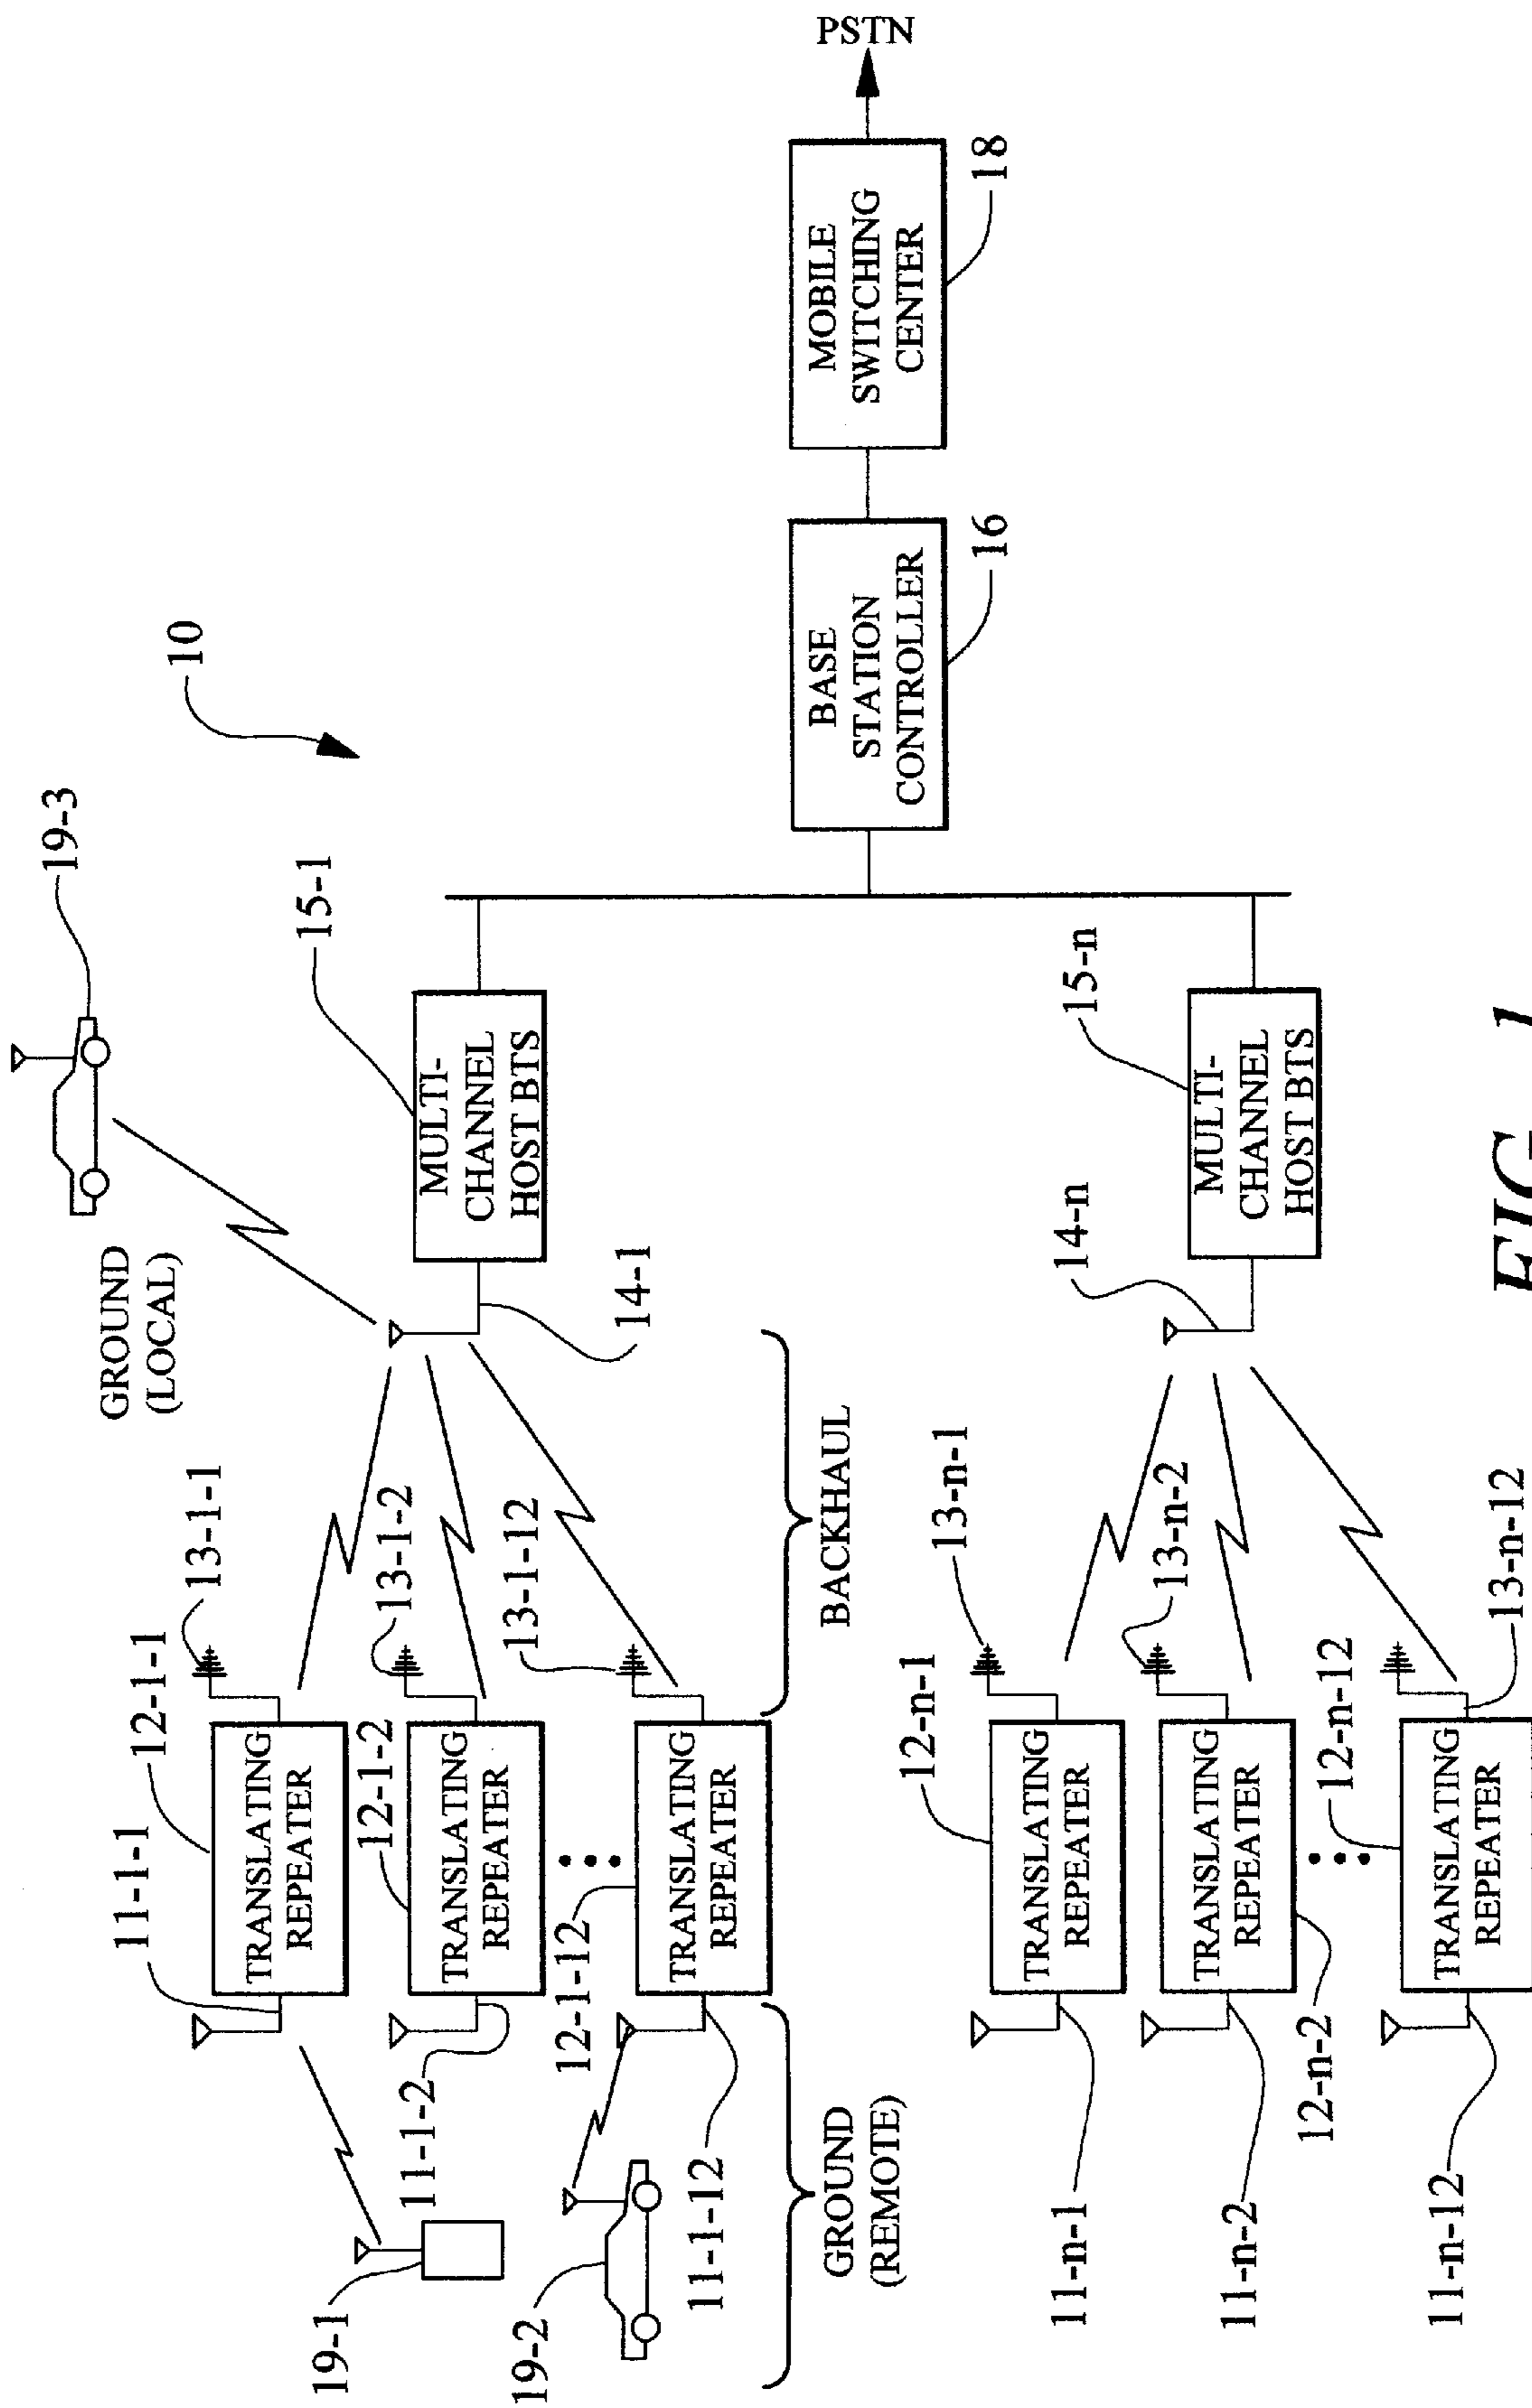 10
PSTN
GROUND
(LOCAL)
19-3
15-1
MULTI-
CHANNEL
HOST BTS
14-1
13-1-1
12-1-1
TRANSLATING
REPEATER
11-1-1
13-1-2
12-1-2
TRANSLATING
REPEATER
11-1-2
13-1-12
12-1-12
TRANSLATING
REPEATER
11-1-12
19-1
19-2
GROUND
(REMOTE)
BACKHAUL
BASE
STATION
CONTROLLER
16
MOBILE
SWITCHING
CENTER
18
15-n
MULTI-
CHANNEL
HOST BTS
14-n
13-n-1
12-n-1
TRANSLATING
REPEATER
11-n-1
13-n-2
TRANSLATING
REPEATER
12-n-2
11-n-2
12-n-12
TRANSLATING
REPEATER
13-n-12
11-n-12
FIG. 1